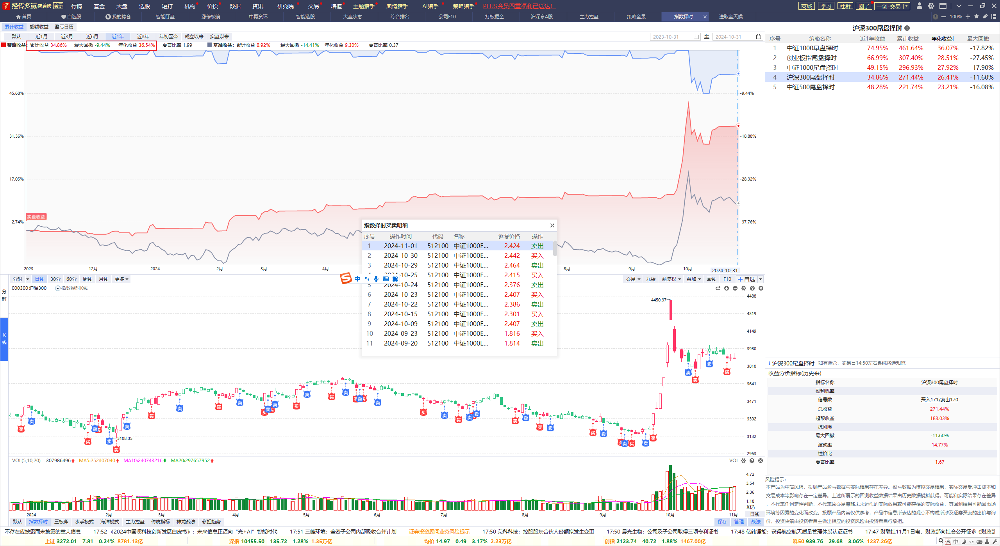 经传多赢 智尊版 演示 行情 基金 大盘 选股 短打 机构 价投 数据 资讯 研究院 交易 增值 主题猎手 舆情猎手 AI猎手 策略猎手 PLUS会员四重福利已送达！ 商城 学习 社群 圈子 一创-交易
首页 自选股 我的持仓 智能盯盘 涨停棱镜 中再资环 智能选股 大盘状态 综合排名 公司F10 打板掘金 沪深京A股 主力控盘 策略全景 指数择时 × 进取全天候 100%
累计收益 超额收益 盈亏日历
默认 近1月 近3月 近6月 近1年 近3年 年初至今 成立以来 实盘以来 2023-10-31 至 2024-10-31
策略收益: 累计收益 34.86% 最大回撤 -9.44% 年化收益 36.54% 夏普比率 1.99 基准收益: 累计收益 8.92% 最大回撤 -14.41% 年化收益 9.30% 夏普比率 0.37
45.68% -9.44%
31.36% -18.88%
17.05% -28.32%
实盘收益
2.74% -37.76%
2023 12月 2024 2月 3月 4月 8月 9月 10月 2024-10-31
沪深300尾盘择时
序号 策略名称 近1年收益 累计收益 年化收益↓ 最大回撤
1 中证1000早盘择时 74.95% 461.64% 36.07% -17.82%
2 创业板指尾盘择时 66.99% 307.40% 28.51% -27.45%
3 中证1000尾盘择时 49.15% 296.93% 27.92% -17.90%
4 沪深300尾盘择时 34.86% 271.44% 26.41% -11.60%
5 中证500尾盘择时 48.28% 221.74% 23.21% -16.08%
指数择时买卖明细
序号 操作时间 代码 名称 参考价格 操作
1 2024-11-01 512100 中证1000E... 2.424 卖出
2 2024-10-30 512100 中证1000E... 2.442 买入
3 2024-10-29 512100 中证1000E... 2.464 卖出
-10-25 512100 中证1000E... 2.415 买入
5 2024-10-24 512100 中证1000E... 2.376 卖出
6 2024-10-23 512100 中证1000E... 2.407 买入
7 2024-10-22 512100 中证1000E... 2.386 卖出
8 2024-10-15 512100 中证1000E... 2.301 买入
9 2024-10-09 512100 中证1000E... 2.407 卖出
10 2024-09-23 512100 中证1000E... 1.816 买入
11 2024-09-20 512100 中证1000E... 1.814 卖出
中
分时 日线 30分 60分 周线 月线 更多 交易 九转 前复权 叠加 画线 F10 自选
分时
K线
000300 沪深300 指数择时K线
4488
4319
4149
3980
3810
3641
3471
3302
3132
2963
4450.37
3108.35
VOL(5,10,20) 307986496 MA5:252307040 MA10:240743216 MA20:297657952 VOL
4.72
3.54
2.36
1.18
X亿
2024 2月 3月 4月 5月 6月 7月 8月 9月 10月 11月 日线
默认 指数择时 三板斧 水手模式 海洋模式 主力控盘 传统指标 神龙战法 彩虹趋势 保存 管理 战法
沪深300尾盘择时 如有调仓，交易日14:50左右系统将通知您
收益分析指标(历史来)
指标名称 沪深300尾盘择时
盈利概率
信号数 买入171/卖出170
总收益 271.44%
超额收益 183.03%
抗风险
最大回撤 -11.60%
波动率 14.77%
性价比
夏普比率 1.67
风险提示:
本产品为中高风险，投顾产品盈亏数据与实际结果存在差异。盈亏数据为模拟交易结果，实际交易受冲击成本和
交易成本等影响存在一定差异。上述所展示的回测收益数据结果由历史数据模拟获得，可能和实际结果存在差异
，不代表任何定性判断，不代表该交易策略未来运作的实际效果或可能获得的实际收益，其回测结果可能因市场
环境等因素的变化而改变。投顾产品内容仅供参考，产品中信息所表达的观点不构成所涉及证券买卖的出价与询
价，投资决策由投资者自主做出相应的投资风险由投资者自行承担。
不存在应披露而未披露的重大信息 17:52 《2024中国硬科技创新发展白皮书》：未来信息正迈向“光+AI”智能时代 17:51 三峰环境：全资子公司内部吸收合并计划 证券投资顾问业务风险提示 17:50 荣科科技：控股股东合伙人份额拟发生变更 17:50 晨光生物：公司及子公司取得三项专利证书 17:48 亿纬锂能：获得航空航天质量管理体系认证证书 17:47 财联社11月1日电，财政部向社会公开征求《财政部
上证 3272.01 -7.81 -0.24% 8781.13亿 深指 10455.50 -135.72 -1.28% 1.35万亿 均价 14.97 -0.49 -3.17% 2.23万亿 创指 2123.74 -40.72 -1.88% 1467.00亿 科50 939.76 -29.68 -3.06% 1237.26亿 五 中